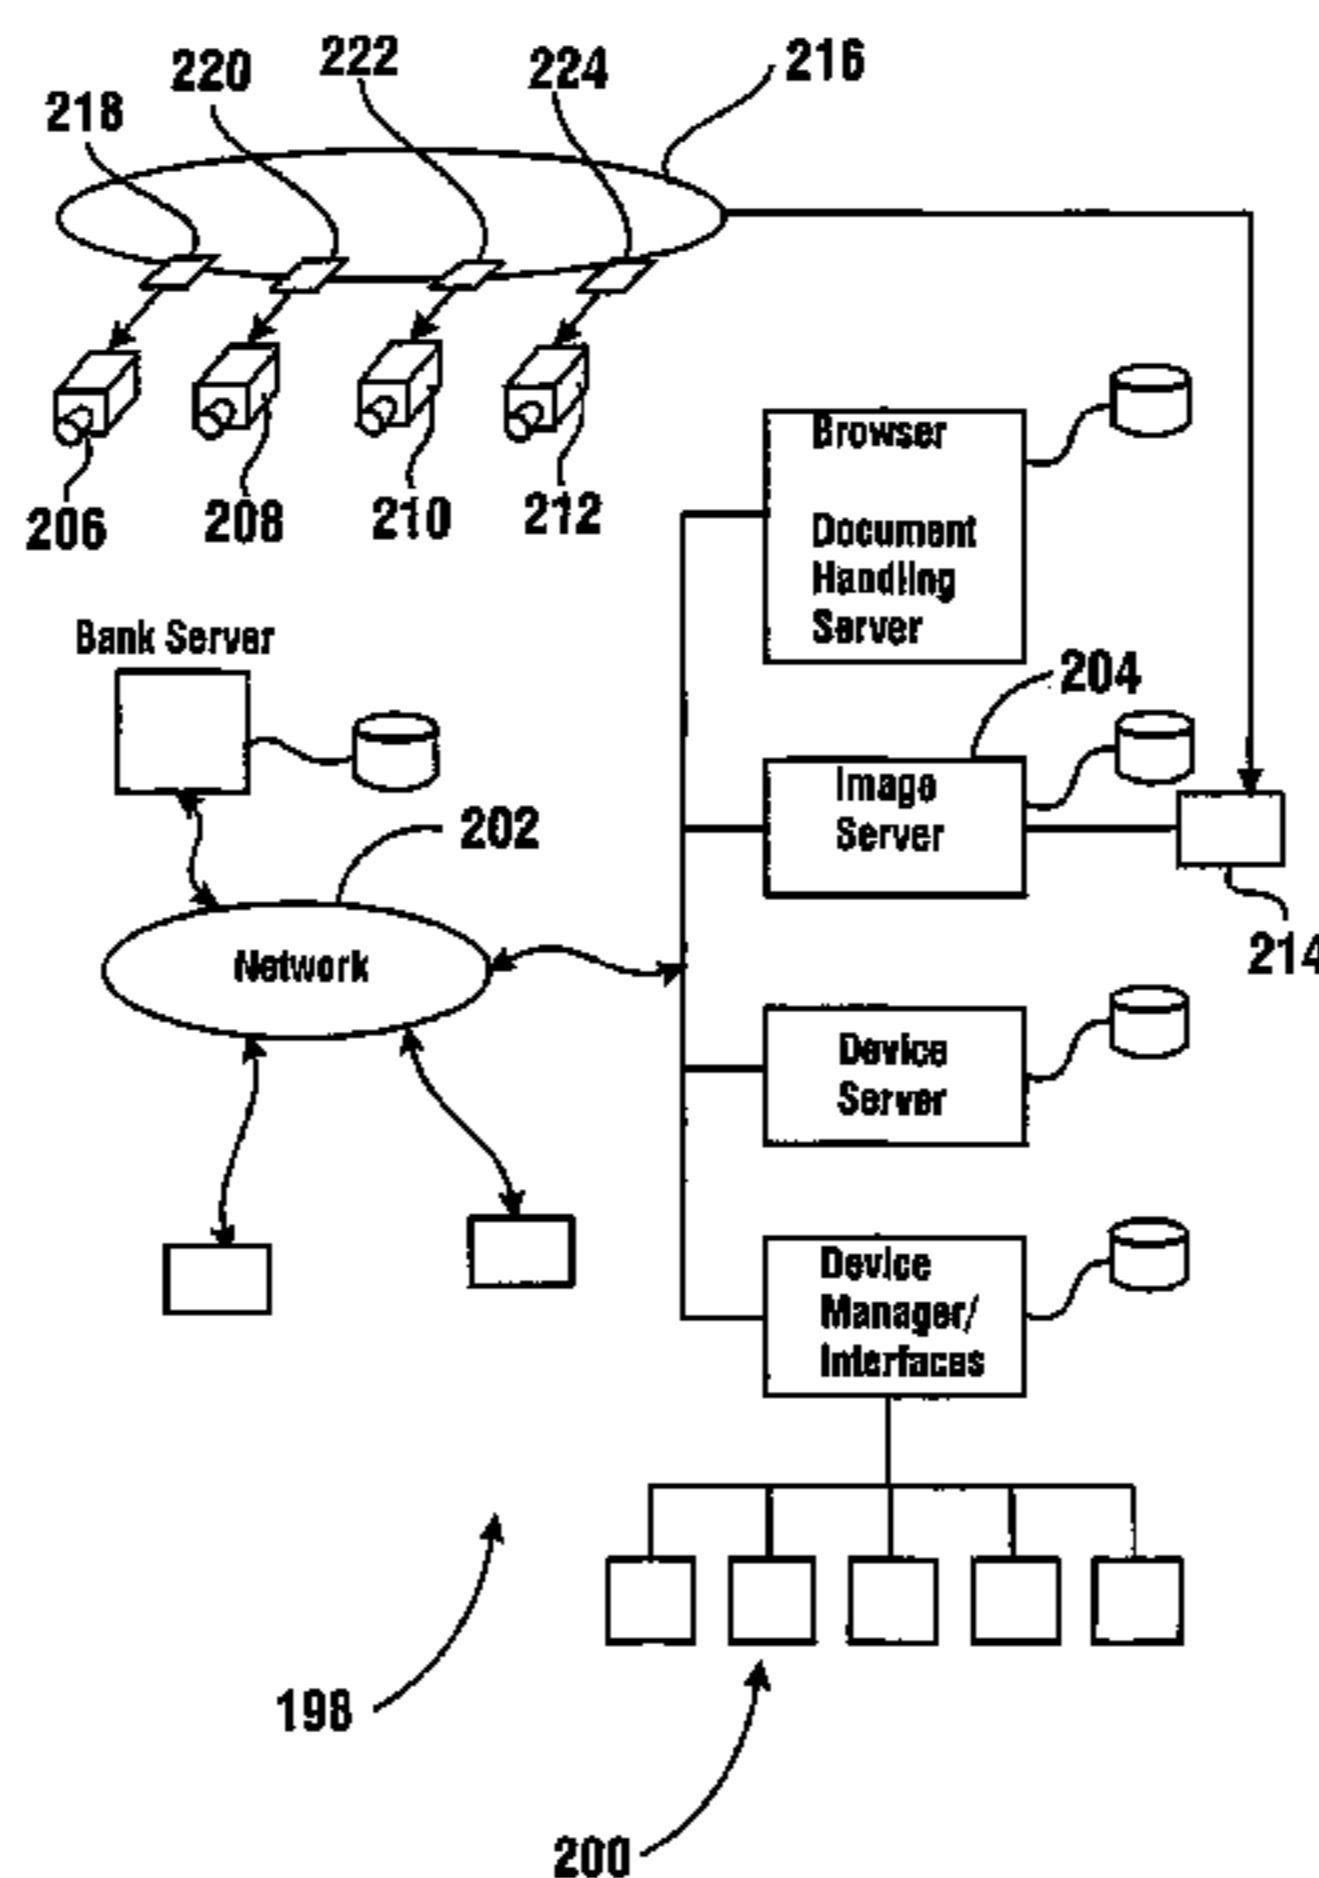 218
220
222
224
216
206
208
210
212
Browser
Document
Handling
Server
Bank Server
204
Image
Server
202
214
Network
Device
Server
Device
Manager/
Interfaces
198
200